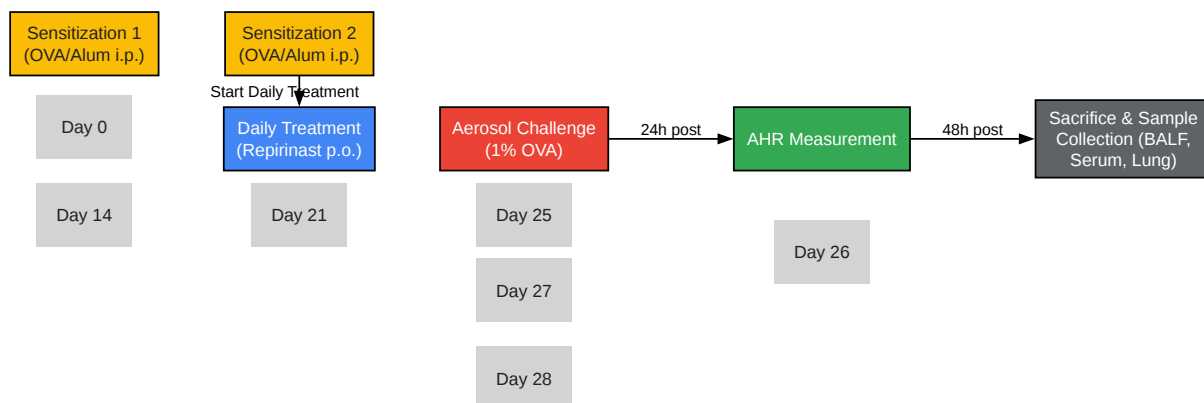 Sensitization 1
(OVA/Alum i.p.)
Sensitization 2
(OVA/Alum i.p.)
Start Daily Treatment
Day 0
Daily Treatment
(Repirinast p.o.)
Aerosol Challenge
(1% OVA)
24h post
AHR Measurement
48h post
Sacrifice & Sample
Collection (BALF,
Serum, Lung)
Day 14
Day 21
Day 25
Day 26
Day 27
Day 28